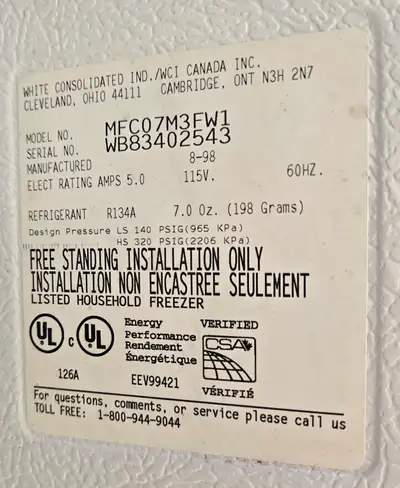 WHITE CONSOLIDATED IND./WCI CANADA INC.
CLEVELAND, OHIO 44111 CAMBRIDGE, ONT N3H 2N7
MODEL NO. MFC07M3FW1
SERIAL NO. WB83402543
MANUFACTURED 8-98
ELECT RATING AMPS 5.0 115V. 60HZ.
REFRIGERANT R134A 7.0 Oz. (198 Grams)
Design Pressure LS 140 PSIG(965 KPa)
HS 320 PSIG(2206 KPa)
FREE STANDING INSTALLATION ONLY
INSTALLATION NON ENCASTREE SEULEMENT
LISTED HOUSEHOLD FREEZER
UL C UL
126A
Energy
Performance
Rendement
Énergétique
EEV99421
VERIFIED
CSA
VÉRIFIÉ
For questions, comments, or service please call us
TOLL FREE: 1-800-944-9044